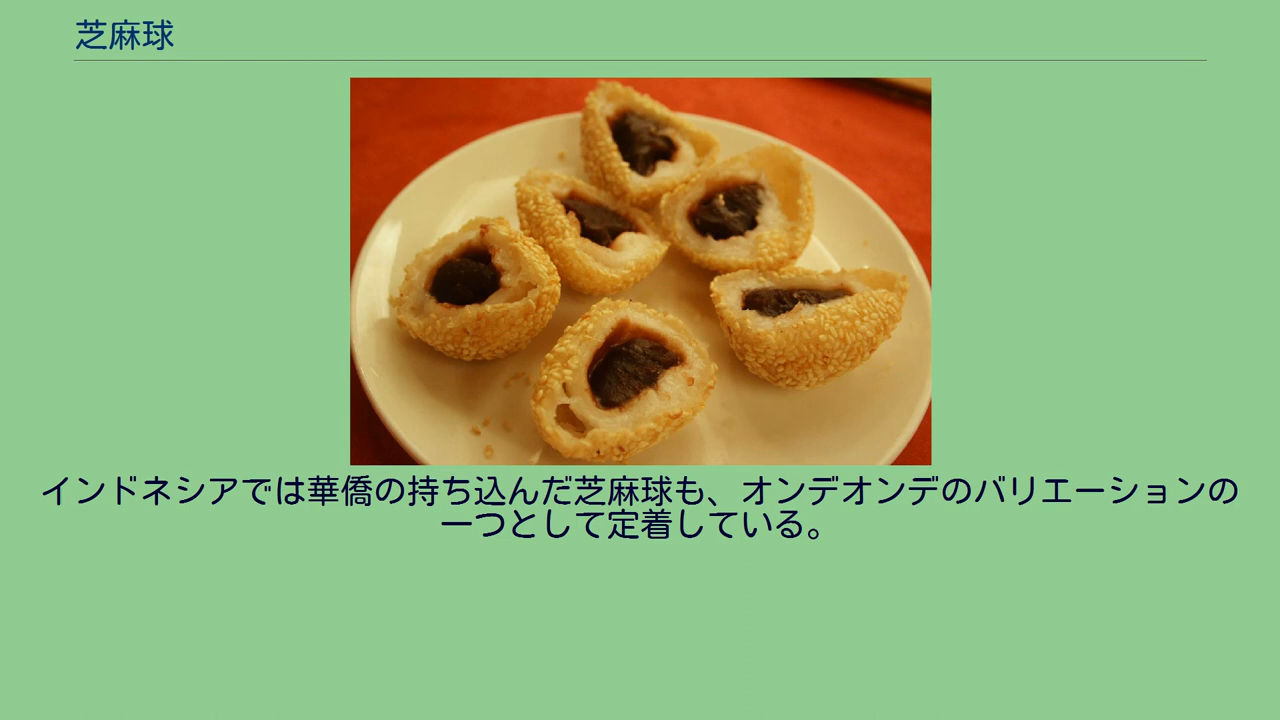 芝麻球
インドネシアでは華僑の持ち込んだ芝麻球も、オンデオンデのバリエーションの
一つとして定着している。